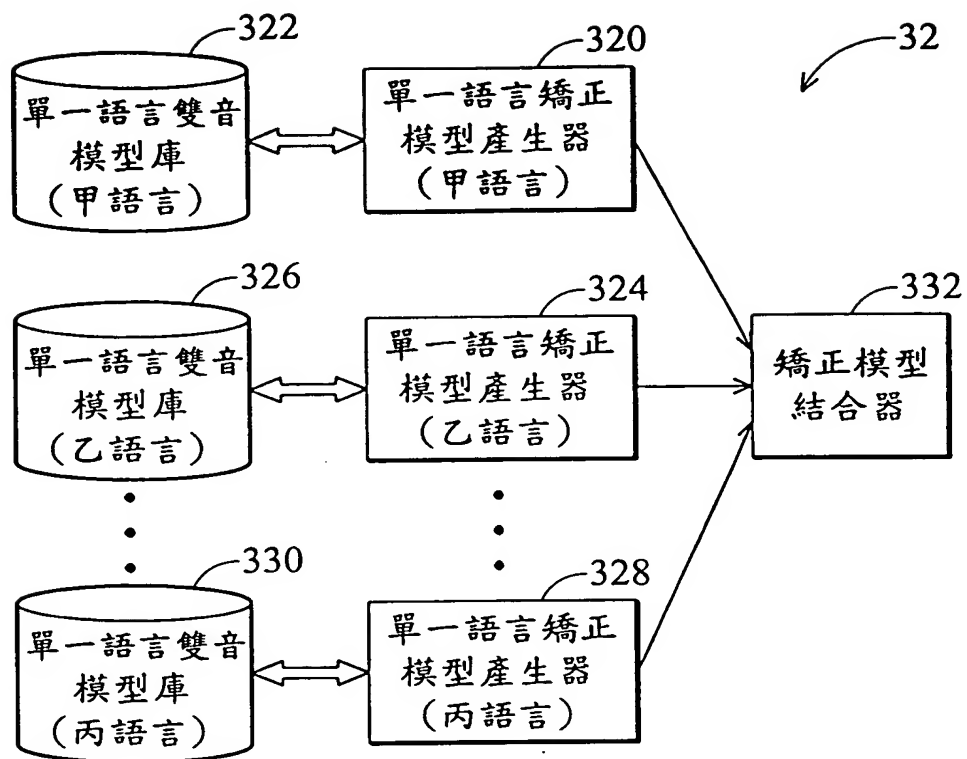 322
320
32
單一語言雙音
模型庫
(甲語言)
單一語言矯正
模型產生器
(甲語言)
326
324
332
單一語言雙音
模型庫
(乙語言)
單一語言矯正
模型產生器
(乙語言)
矯正模型
結合器
330
328
單一語言雙音
模型庫
(丙語言)
單一語言矯正
模型產生器
(丙語言)